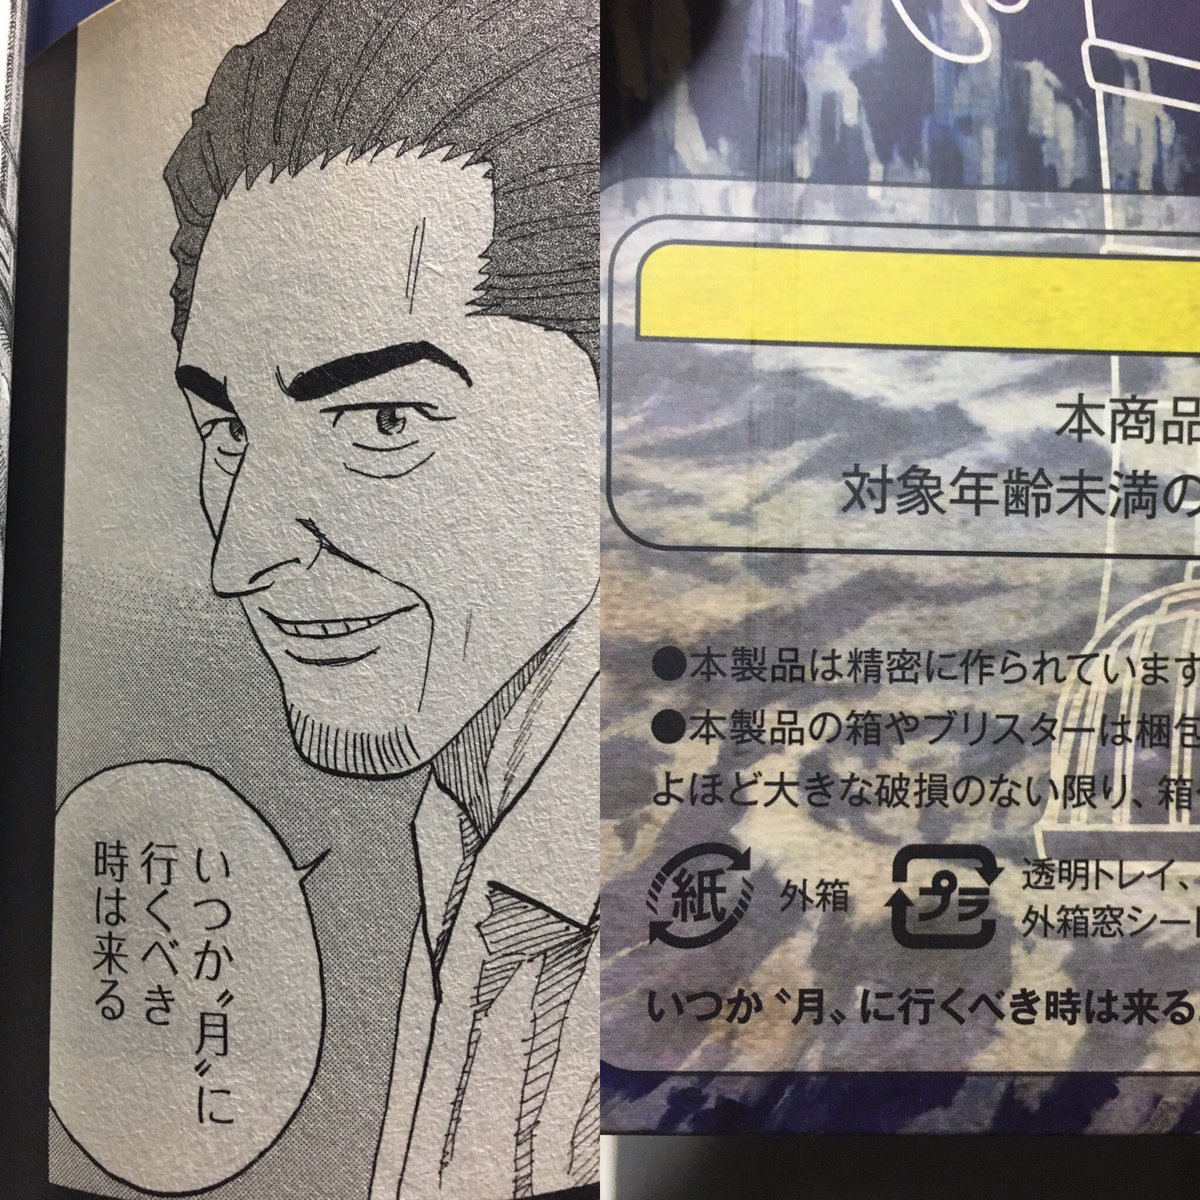 いつか〝月〟に
行くべき
時は来る
本商品
対象年齢未満の
●本製品は精密に作られています
●本製品の箱やブリスターは梱包
よほど大きな破損のない限り、箱
紙
外箱
プラ
透明トレイ、
外箱窓シート
いつか〝月〟に行くべき時は来る